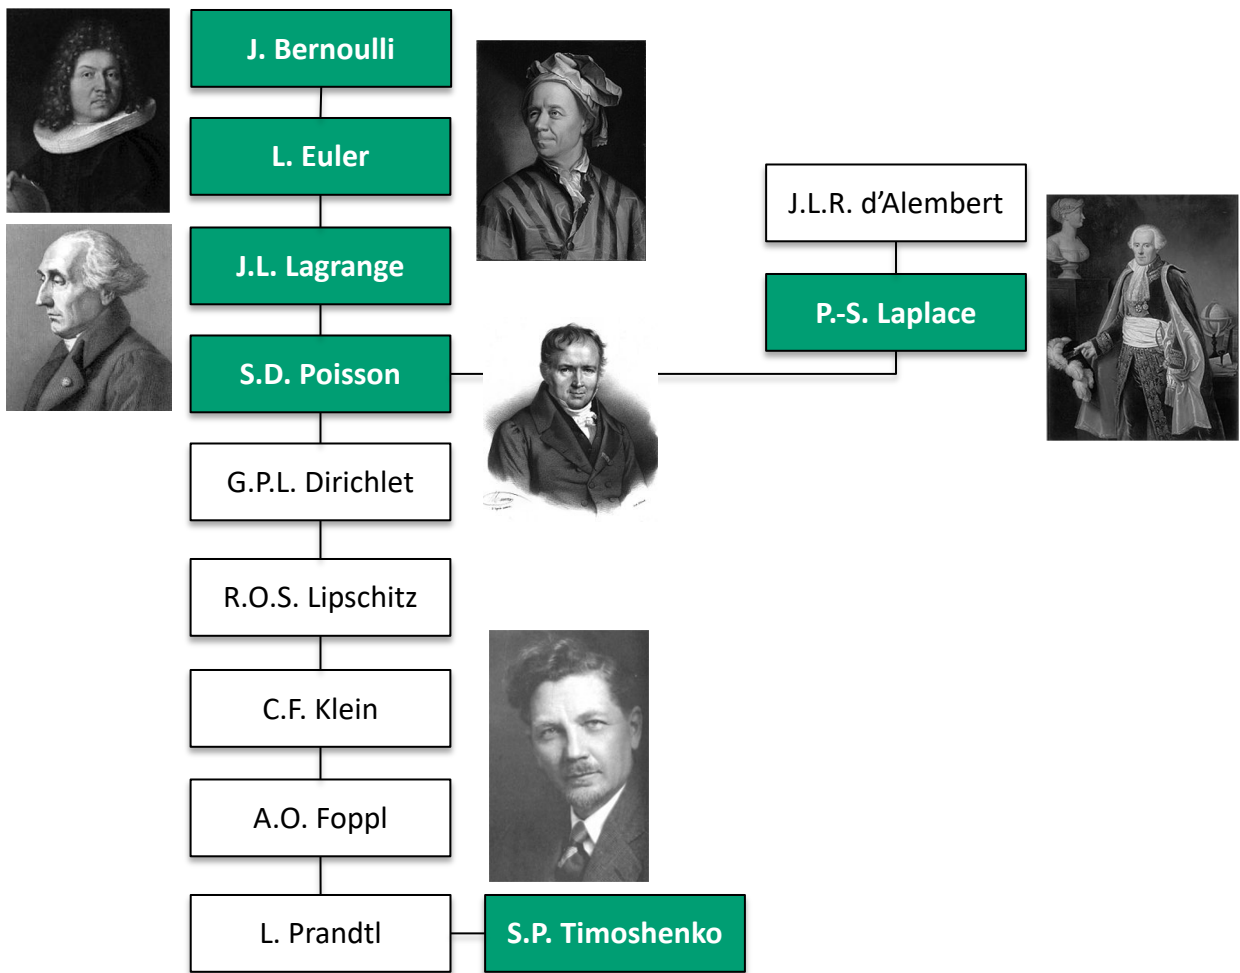 J. Bernoulli
L. Euler
J.L.R. d’Alembert
J.L. Lagrange
P.-S. Laplace
S.D. Poisson
G.P.L. Dirichlet
R.O.S. Lipschitz
C.F. Klein
A.O. Foppl
L. Prandtl
S.P. Timoshenko